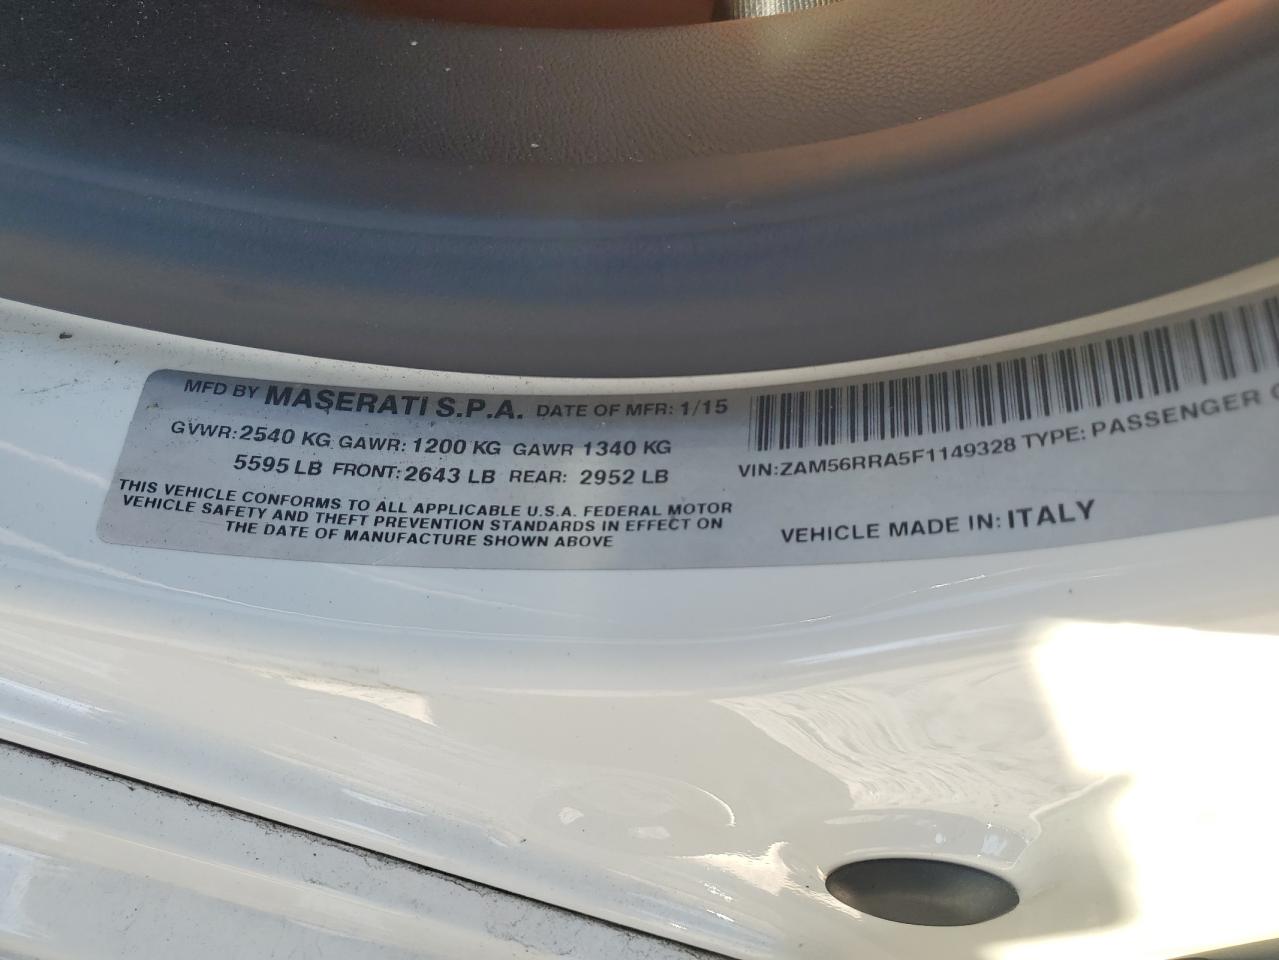 MFD BY MASERATI S.P.A. DATE OF MFR: 1/15
GVWR: 2540 KG GAWR: 1200 KG GAWR 1340 KG
5595 LB FRONT: 2643 LB REAR: 2952 LB
THIS VEHICLE CONFORMS TO ALL APPLICABLE U.S.A. FEDERAL MOTOR
VEHICLE SAFETY AND THEFT PREVENTION STANDARDS IN EFFECT ON
THE DATE OF MANUFACTURE SHOWN ABOVE
VIN:ZAM56RRA5F1149328 TYPE: PASSENGER
VEHICLE MADE IN: ITALY